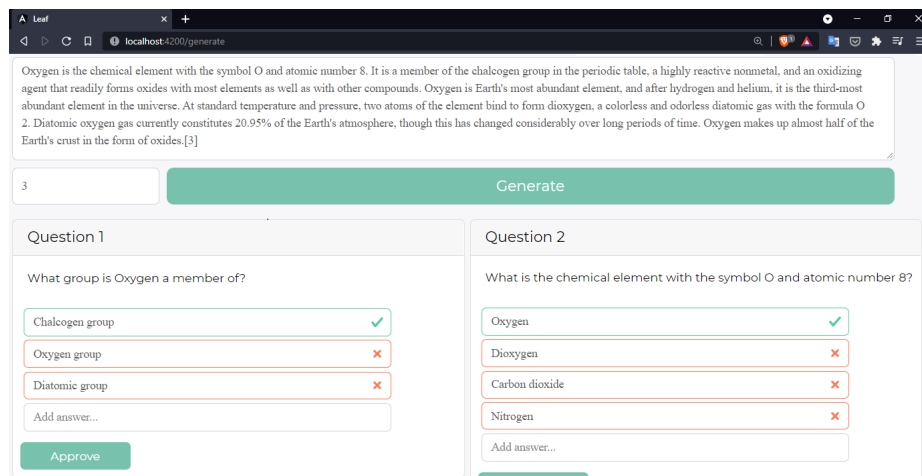 Leaf
localhost:4200/generate
Oxygen is the chemical element with the symbol O and atomic number 8. It is a member of the chalcogen group in the periodic table, a highly reactive nonmetal, and an oxidizing
agent that readily forms oxides with most elements as well as with other compounds. Oxygen is Earth's most abundant element, and after hydrogen and helium, it is the third-most
abundant element in the universe. At standard temperature and pressure, two atoms of the element bind to form dioxygen, a colorless and odorless diatomic gas with the formula O
2. Diatomic oxygen gas currently constitutes 20.95% of the Earth's atmosphere, though this has changed considerably over long periods of time. Oxygen makes up almost half of the
Earth's crust in the form of oxides.[3]
3
Generate
Question 1
What group is Oxygen a member of?
Chalcogen group
Oxygen group
Diatomic group
Add answer...
Approve
Question 2
What is the chemical element with the symbol O and atomic number 8?
Oxygen
Dioxygen
Carbon dioxide
Nitrogen
Add answer...